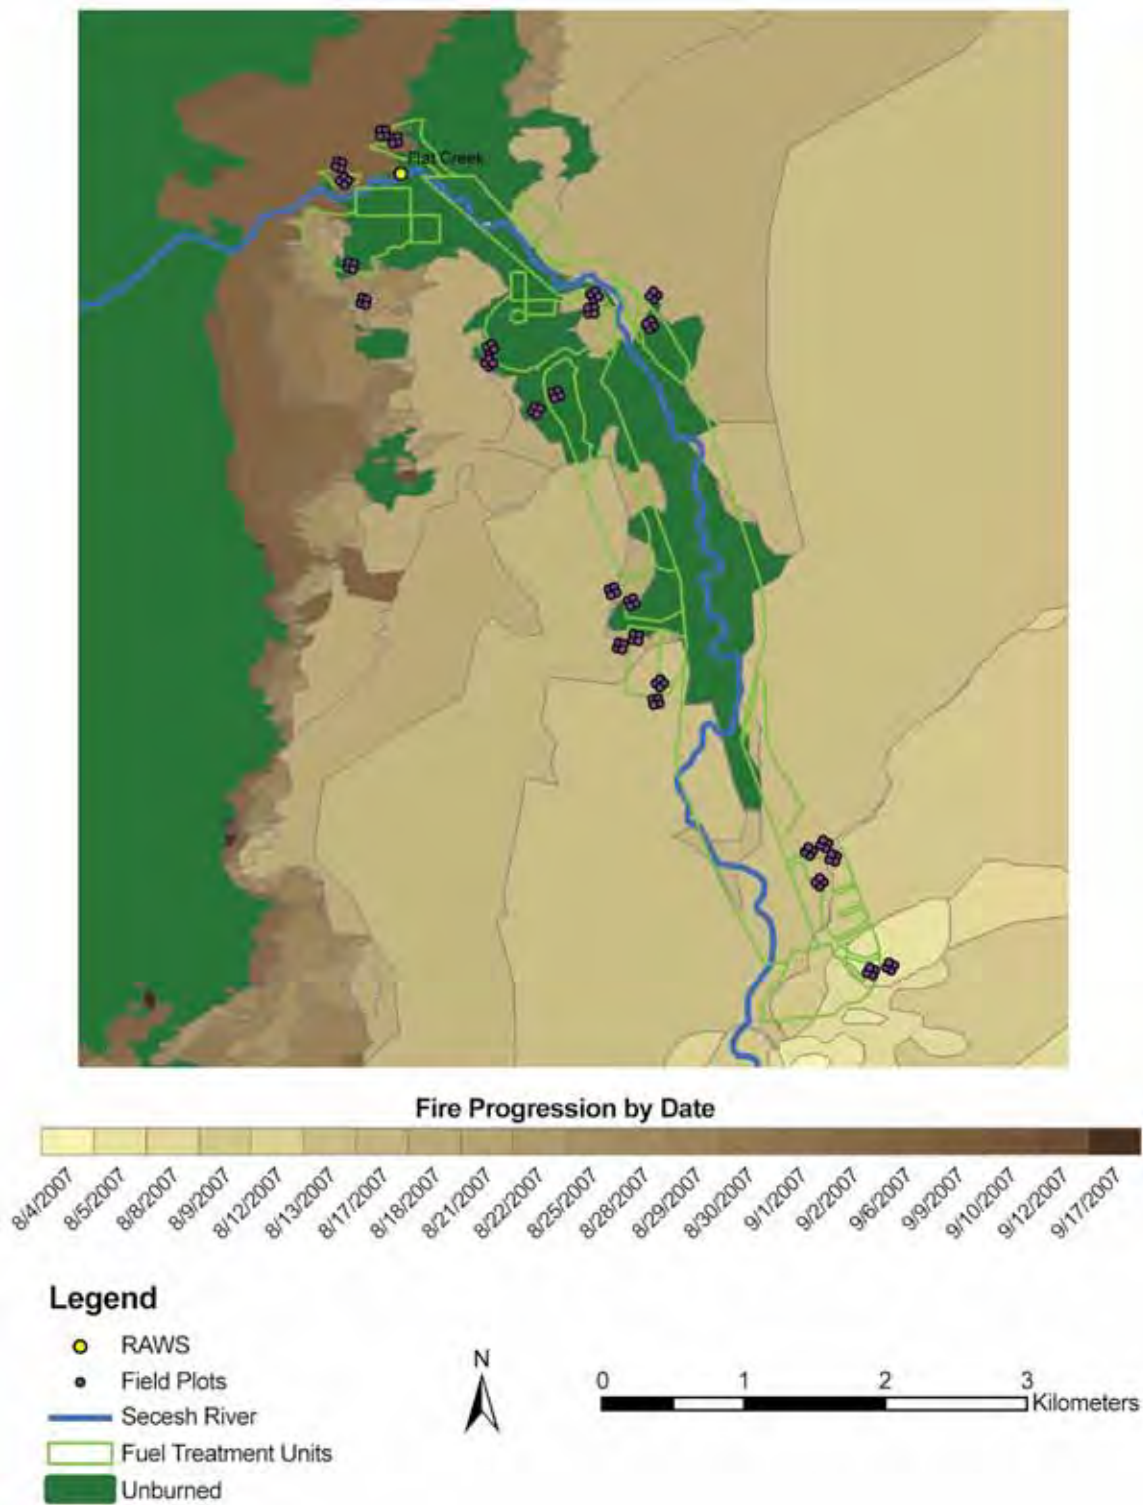 Flat Creek
Fire Progression by Date
8/4/2007
8/5/2007
8/8/2007
8/9/2007
8/12/2007
8/13/2007
8/17/2007
8/18/2007
8/21/2007
8/22/2007
8/25/2007
8/28/2007
8/29/2007
8/30/2007
9/1/2007
9/2/2007
9/6/2007
9/9/2007
9/10/2007
9/12/2007
9/17/2007
Legend
RAWS
Field Plots
Secesh River
Fuel Treatment Units
Unburned
N
0 1 2 3
Kilometers